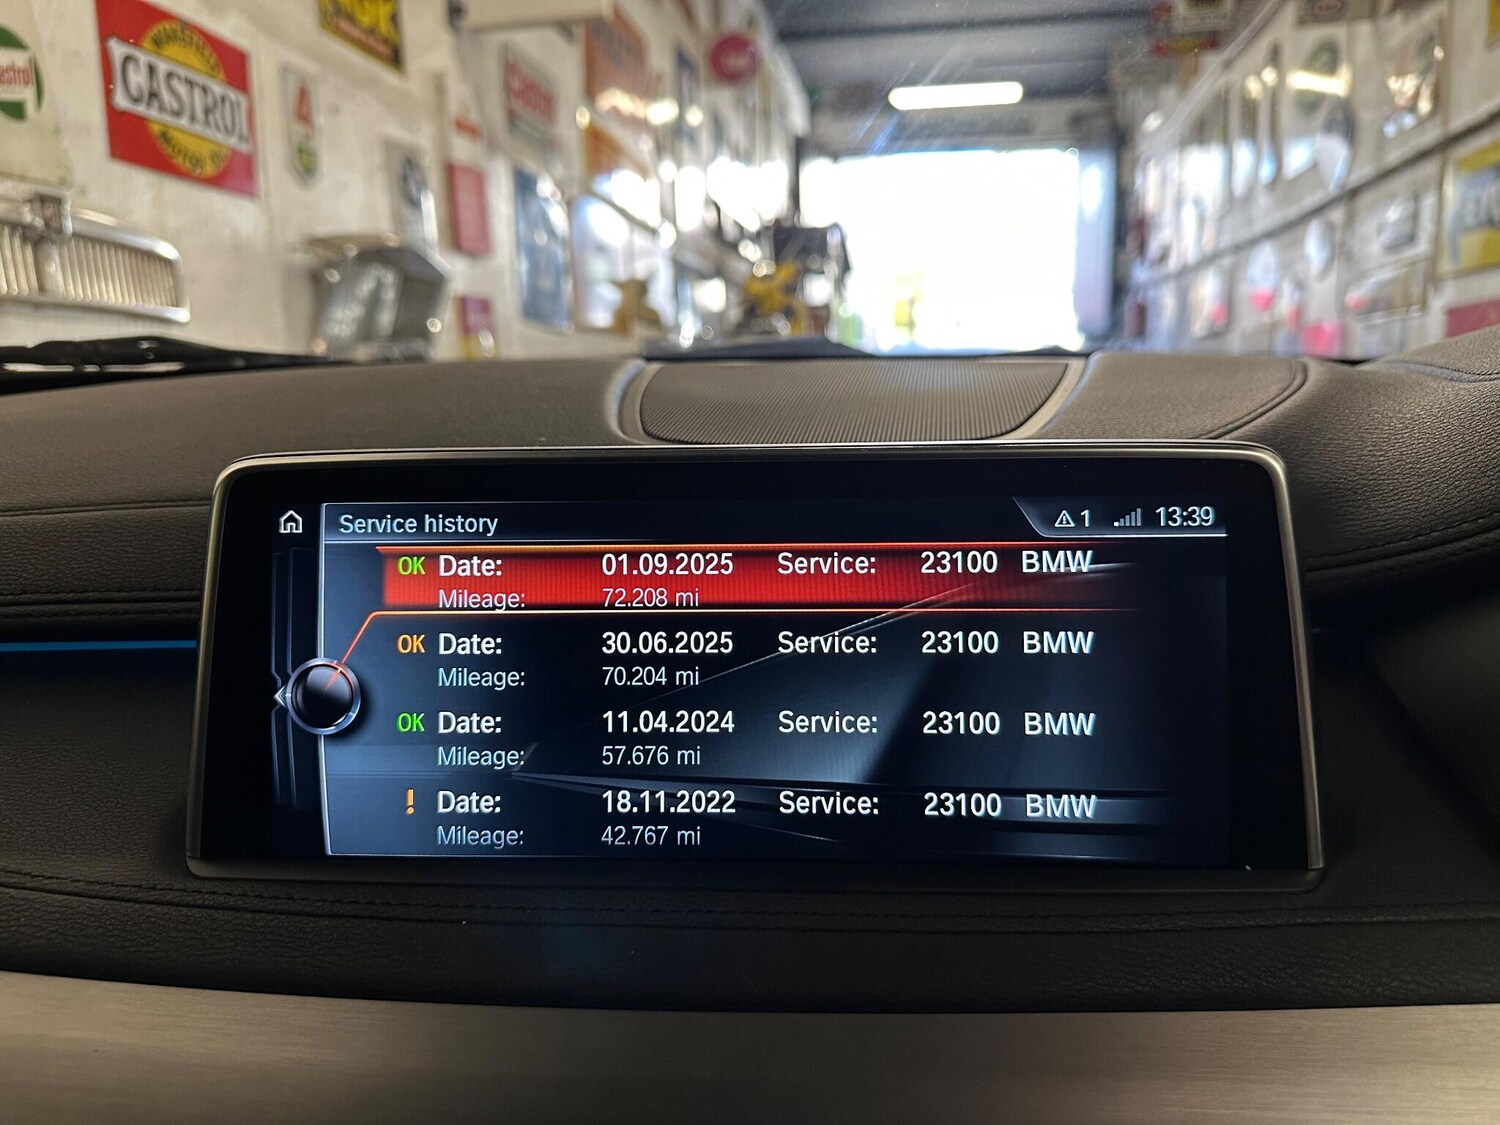 CASTROL
Service history
1 13:39
OK Date: 01.09.2025 Service: 23100 BMW
Mileage: 72.208 mi
OK Date: 30.06.2025 Service: 23100 BMW
Mileage: 70.204 mi
OK Date: 11.04.2024 Service: 23100 BMW
Mileage: 57.676 mi
! Date: 18.11.2022 Service: 23100 BMW
Mileage: 42.767 mi